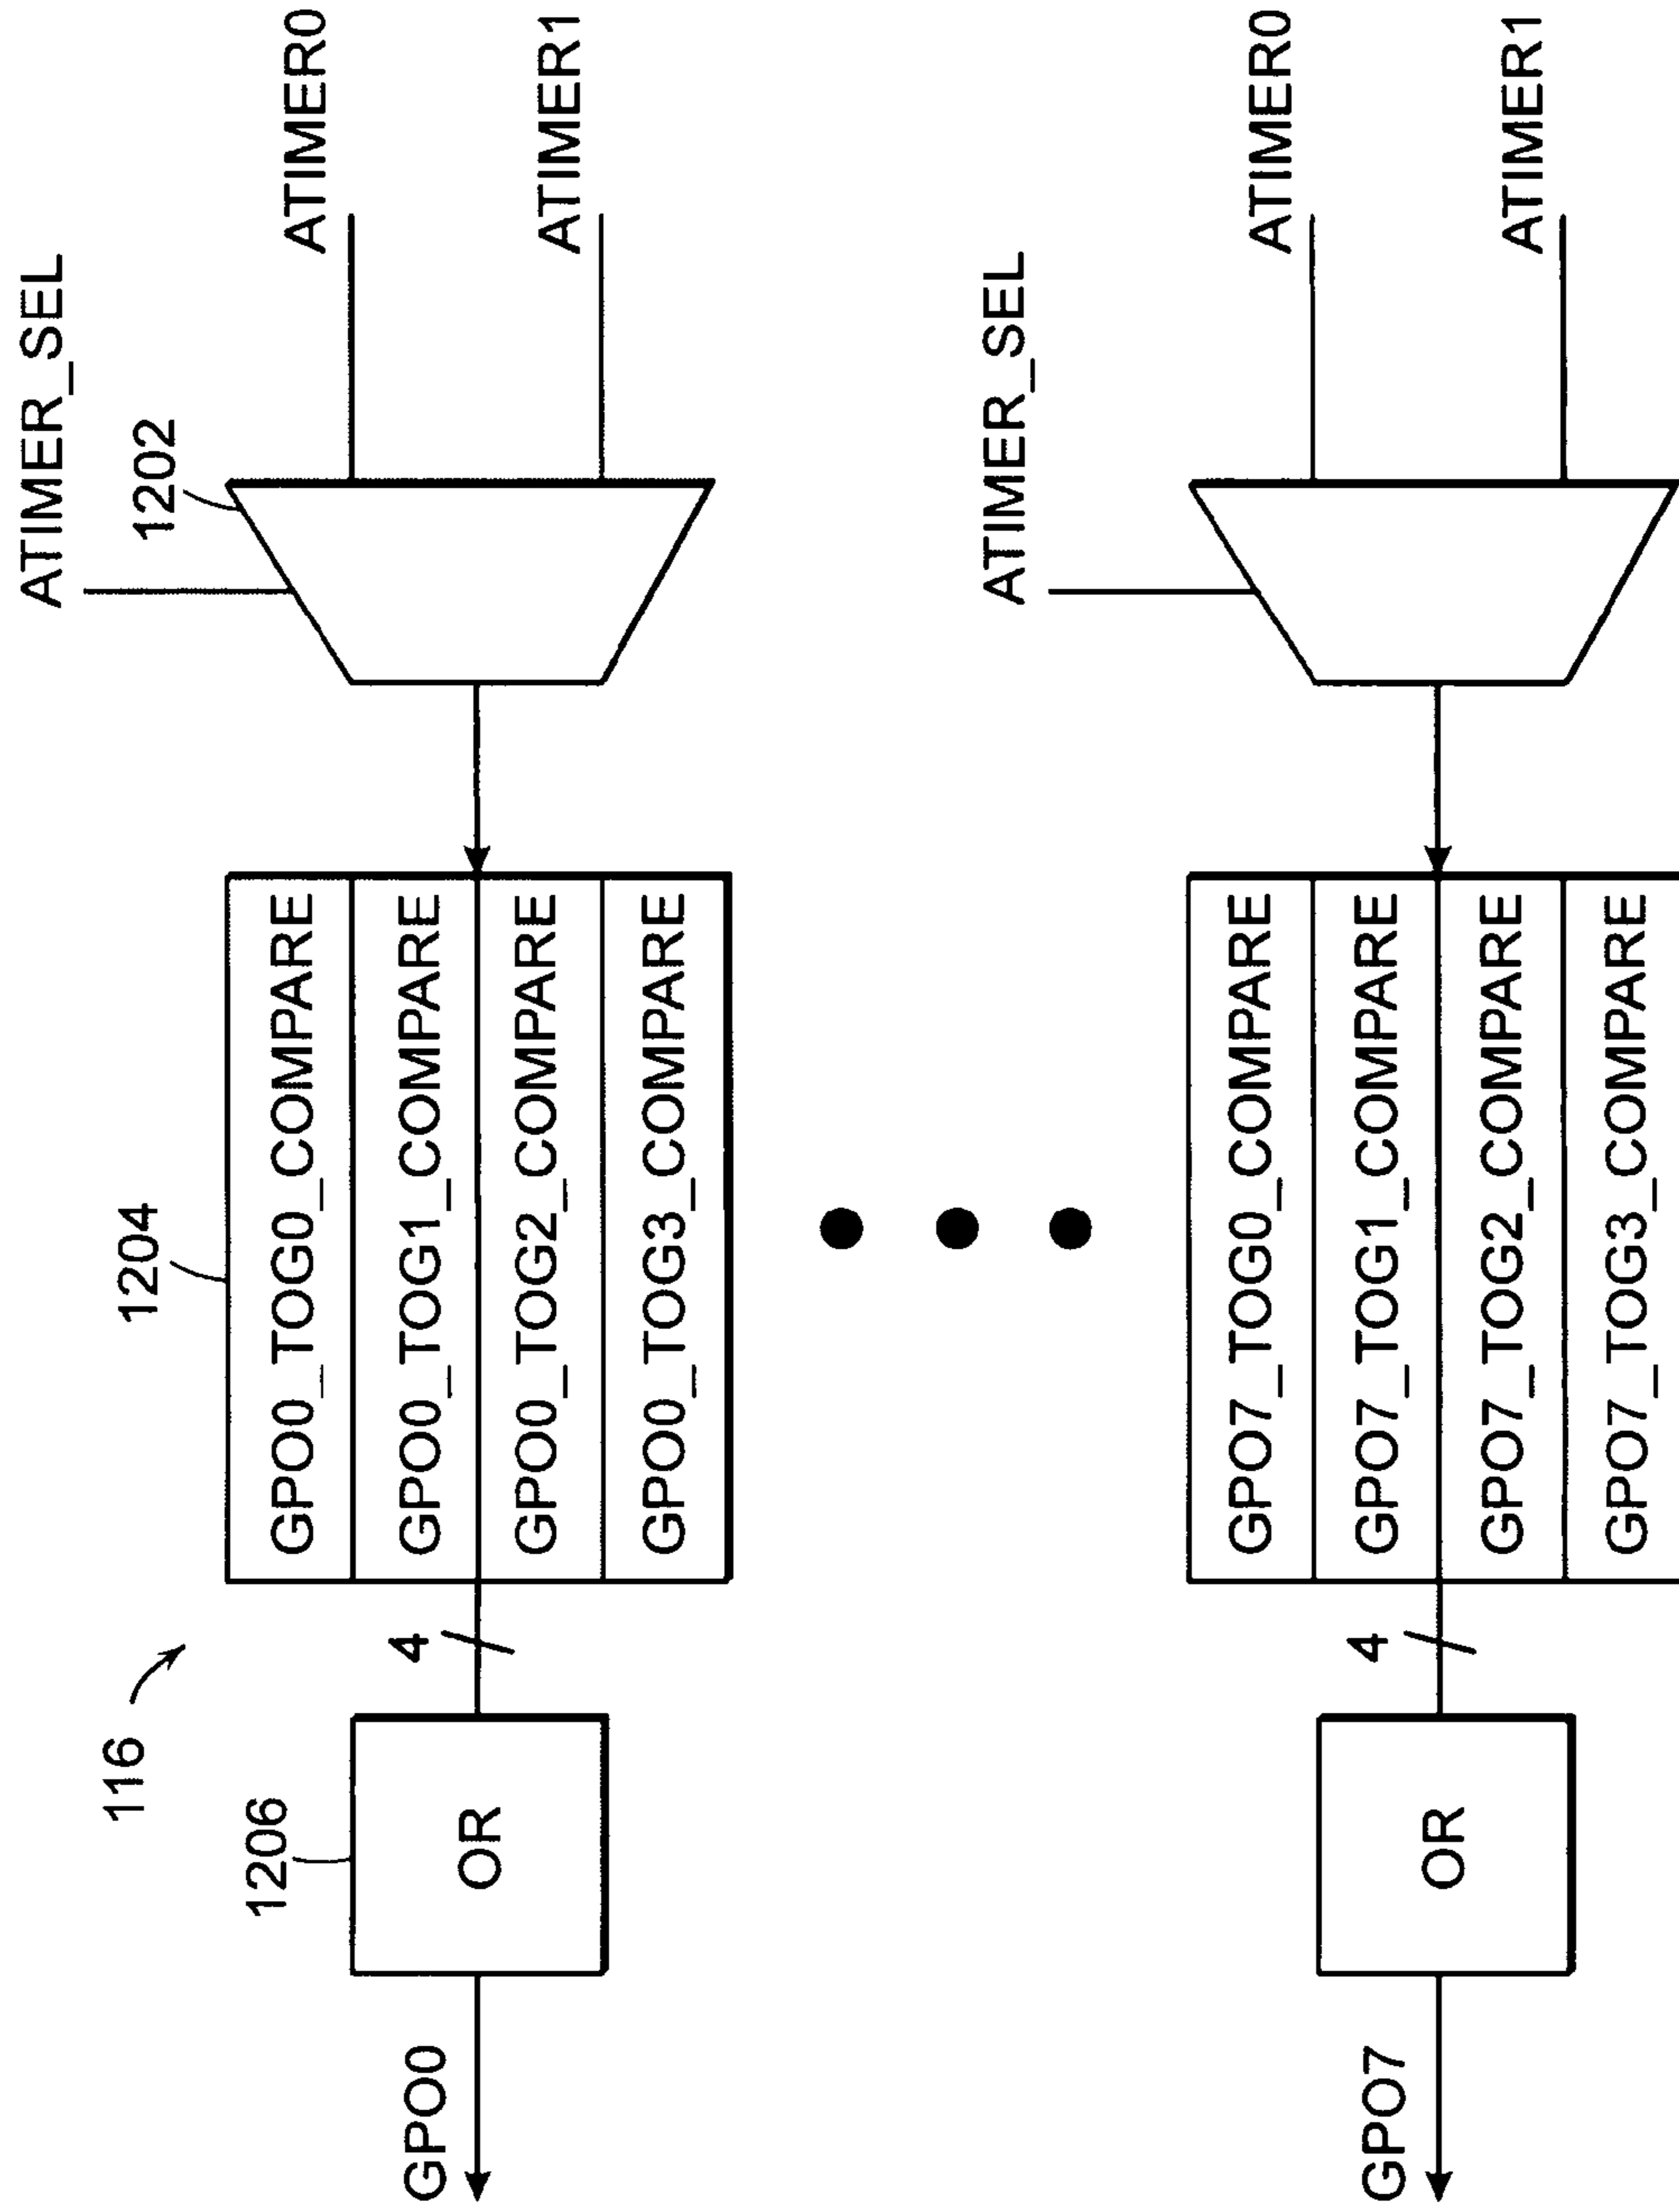 116
1206
OR
GPO0
4
1204
GPO0_TOG0_COMPARE
GPO0_TOG1_COMPARE
GPO0_TOG2_COMPARE
GPO0_TOG3_COMPARE
ATIMER_SEL
1202
ATIMER0
ATIMER1
OR
GPO7
4
GPO7_TOG0_COMPARE
GPO7_TOG1_COMPARE
GPO7_TOG2_COMPARE
GPO7_TOG3_COMPARE
ATIMER_SEL
ATIMER0
ATIMER1